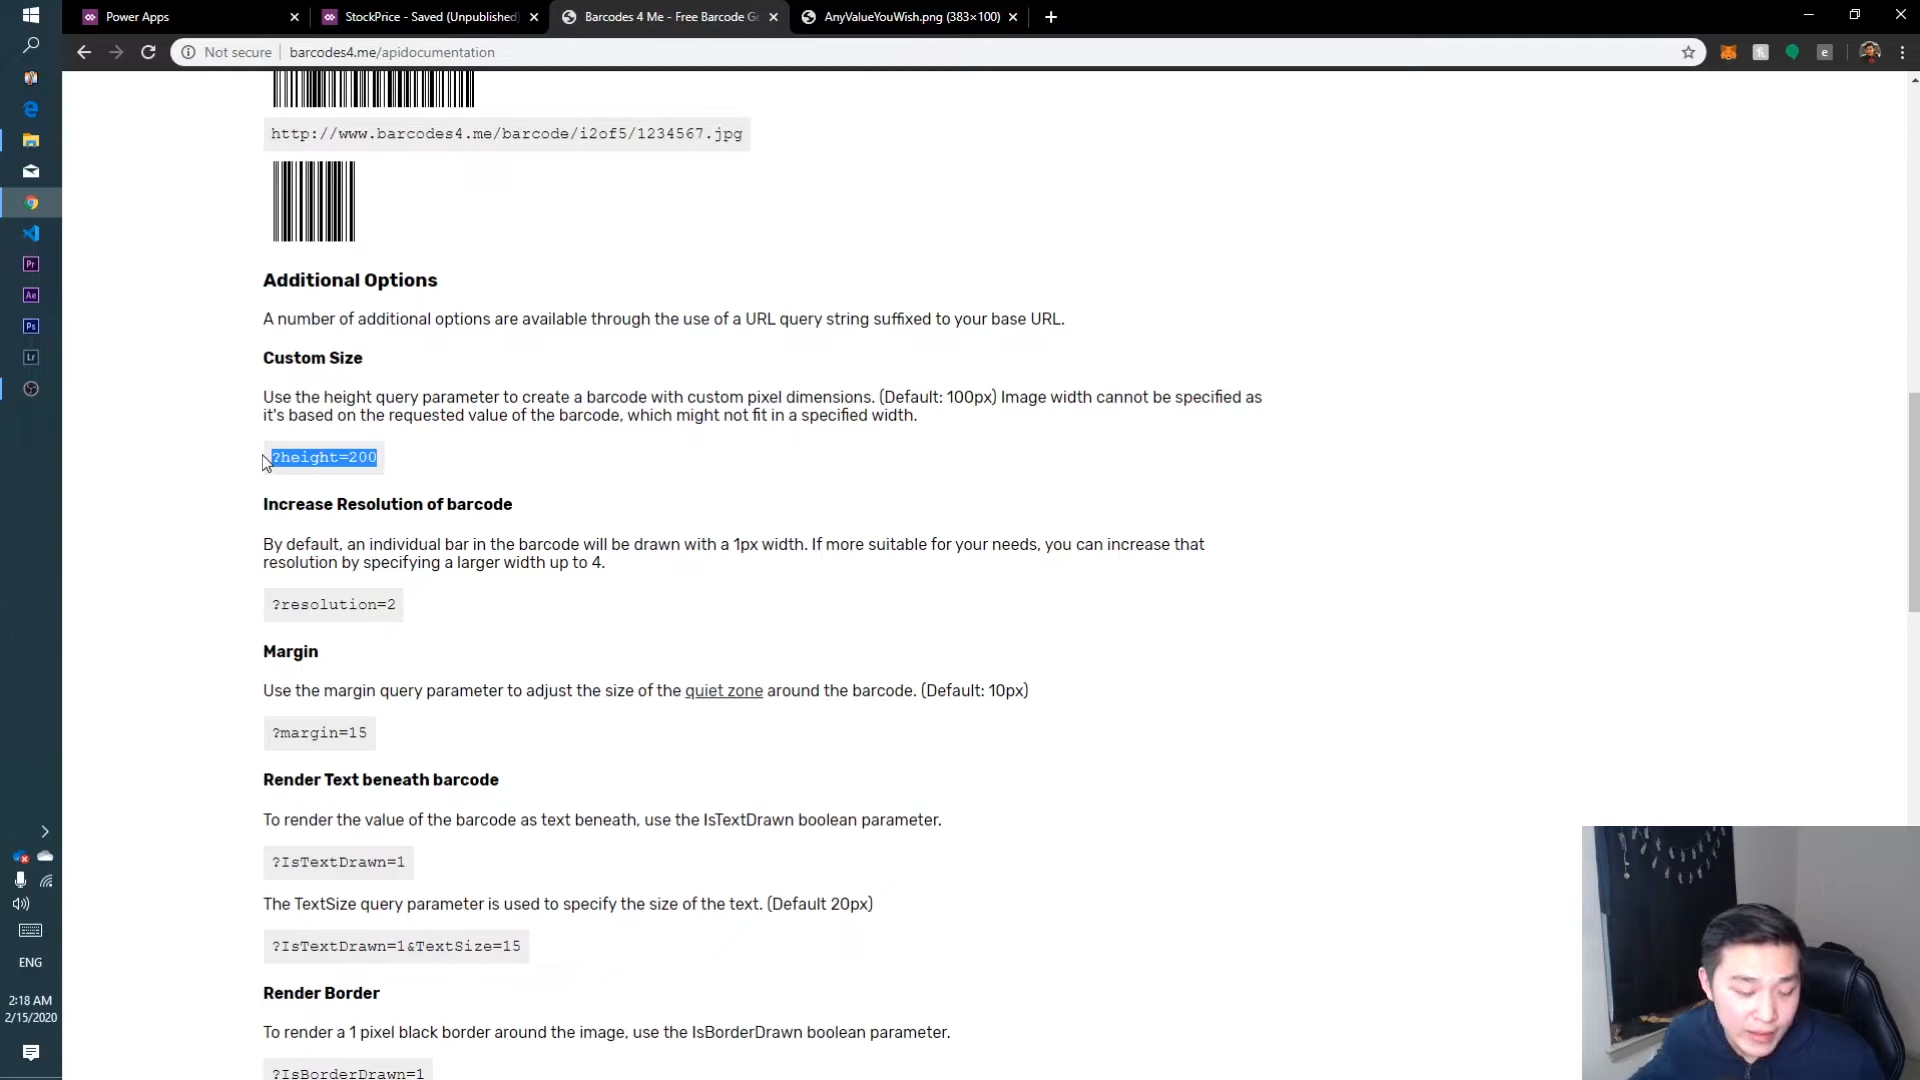 Power Apps
StockPrice - Saved (Unpublished)
Barcodes 4 Me - Free Barcode Ge
AnyValueYouWish.png (383×100)
Not secure
barcodes4.me/apidocumentation
http://www.barcodes4.me/barcode/i2of5/1234567.jpg
Additional Options
A number of additional options are available through the use of a URL query string suffixed to your base URL.
Custom Size
Use the height query parameter to create a barcode with custom pixel dimensions. (Default: 100px) Image width cannot be specified as
it's based on the requested value of the barcode, which might not fit in a specified width.
?height=200
Increase Resolution of barcode
By default, an individual bar in the barcode will be drawn with a 1px width. If more suitable for your needs, you can increase that
resolution by specifying a larger width up to 4.
?resolution=2
Margin
Use the margin query parameter to adjust the size of the quiet zone around the barcode. (Default: 10px)
?margin=15
Render Text beneath barcode
To render the value of the barcode as text beneath, use the IsTextDrawn boolean parameter.
?IsTextDrawn=1
The TextSize query parameter is used to specify the size of the text. (Default 20px)
?IsTextDrawn=1&TextSize=15
Render Border
To render a 1 pixel black border around the image, use the IsBorderDrawn boolean parameter.
?IsBorderDrawn=1
Pr
Ae
Ps
Lr
ENG
2:18 AM
2/15/2020